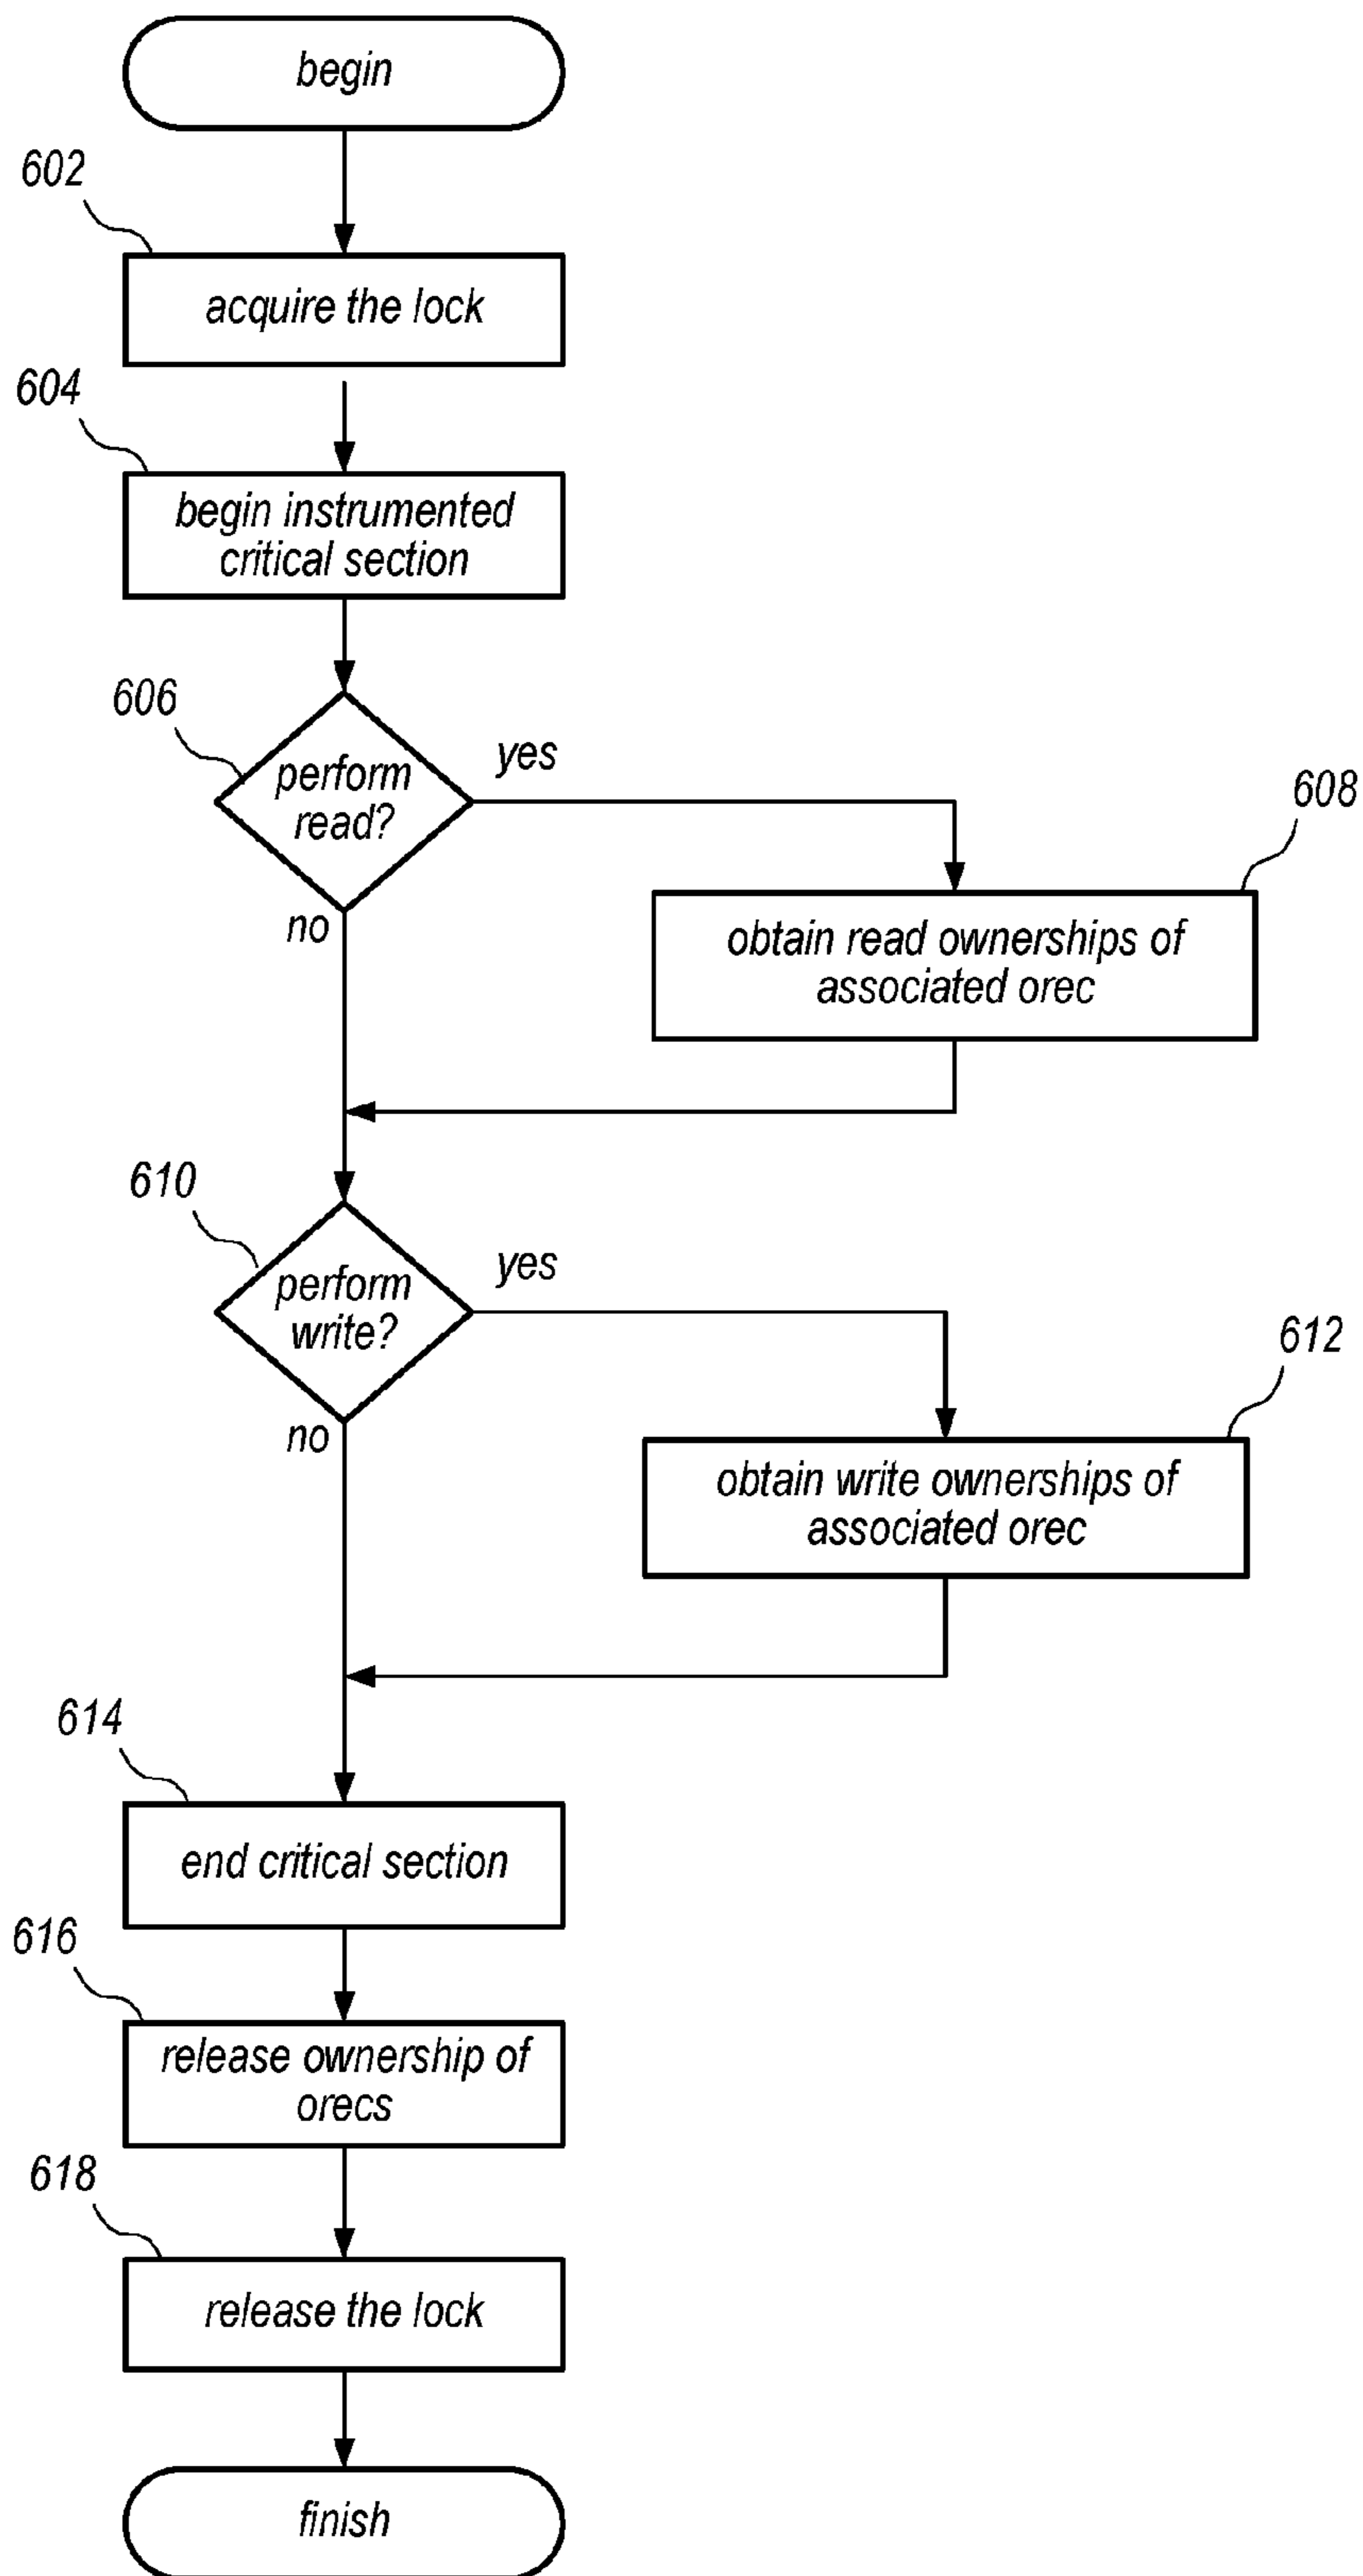 begin
602
acquire the lock
604
begin instrumented
critical section
606
perform
read?
yes
no
608
obtain read ownerships of
associated orec
610
perform
write?
yes
no
612
obtain write ownerships of
associated orec
614
end critical section
616
release ownership of
orecs
618
release the lock
finish